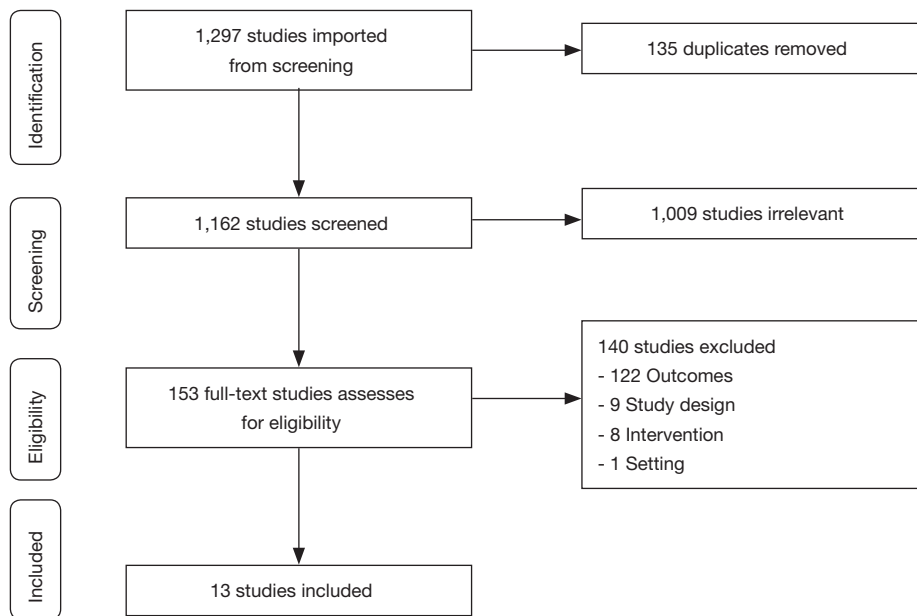 Identification
1,297 studies imported
from screening
135 duplicates removed
Screening
1,162 studies screened
1,009 studies irrelevant
Eligibility
153 full-text studies assesses
for eligibility
140 studies excluded
- 122 Outcomes
- 9 Study design
- 8 Intervention
- 1 Setting
Included
13 studies included